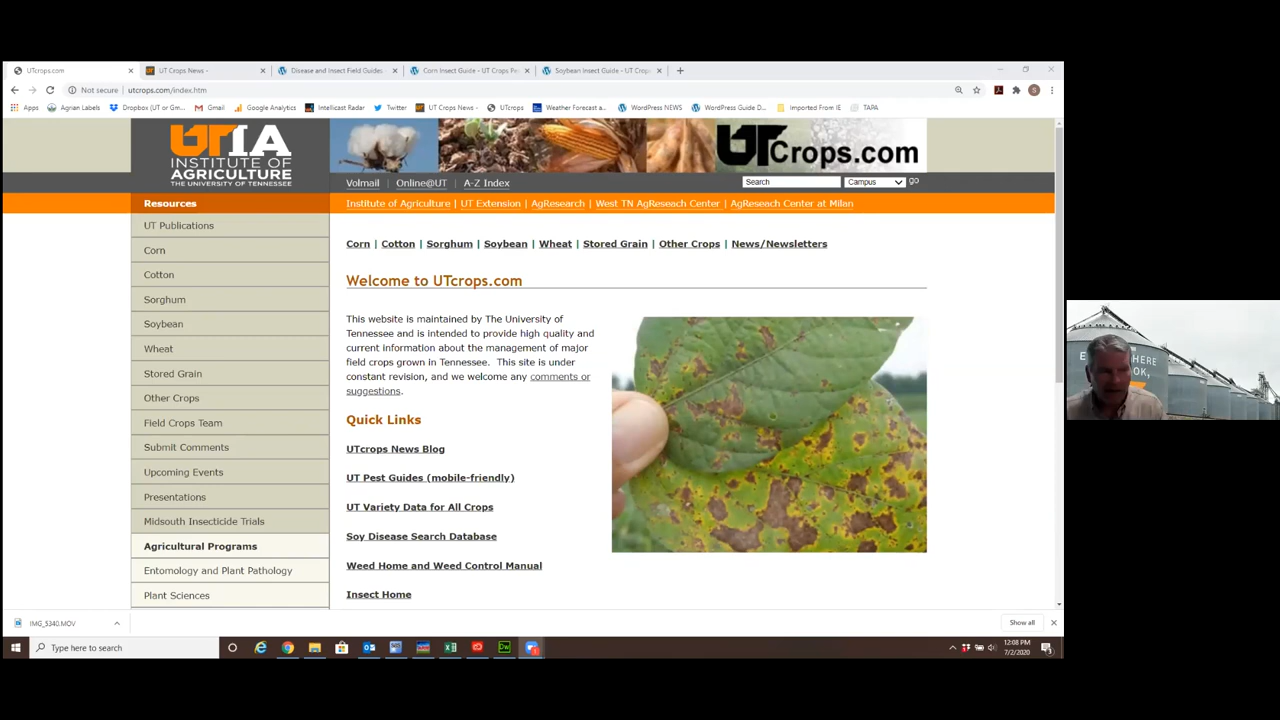 UTcrops.com
UT Crops News -
Disease and Insect Field Guides
Corn Insect Guide - UT Crops Pe
Soybean Insect Guide - UT Crop
Not secure | utcrops.com/index.htm
Apps
Agrian Labels
Dropbox (UT or Gm...
Gmail
Google Analytics
Intellicast Radar
Twitter
UT Crops News -
UTcrops
Weather Forecast a...
WordPress NEWS
WordPress Guide D...
Imported From IE
TAPA
UTIA
INSTITUTE OF
AGRICULTURE
THE UNIVERSITY OF TENNESSEE
UTCrops.com
Volmail | Online@UT | A-Z Index
Search
Campus
go
Resources
Institute of Agriculture | UT Extension | AgResearch | West TN AgReseach Center | AgReseach Center at Milan
UT Publications
Corn
Cotton
Sorghum
Soybean
Wheat
Stored Grain
Other Crops
Field Crops Team
Submit Comments
Upcoming Events
Presentations
Midsouth Insecticide Trials
Agricultural Programs
Entomology and Plant Pathology
Plant Sciences
Corn | Cotton | Sorghum | Soybean | Wheat | Stored Grain | Other Crops | News/Newsletters
Welcome to UTcrops.com
This website is maintained by The University of
Tennessee and is intended to provide high quality and
current information about the management of major
field crops grown in Tennessee. This site is under
constant revision, and we welcome any comments or
suggestions.
Quick Links
UTcrops News Blog
UT Pest Guides (mobile-friendly)
UT Variety Data for All Crops
Soy Disease Search Database
Weed Home and Weed Control Manual
Insect Home
IMG_5340.MOV
Show all
Type here to search
12:08 PM
7/2/2020